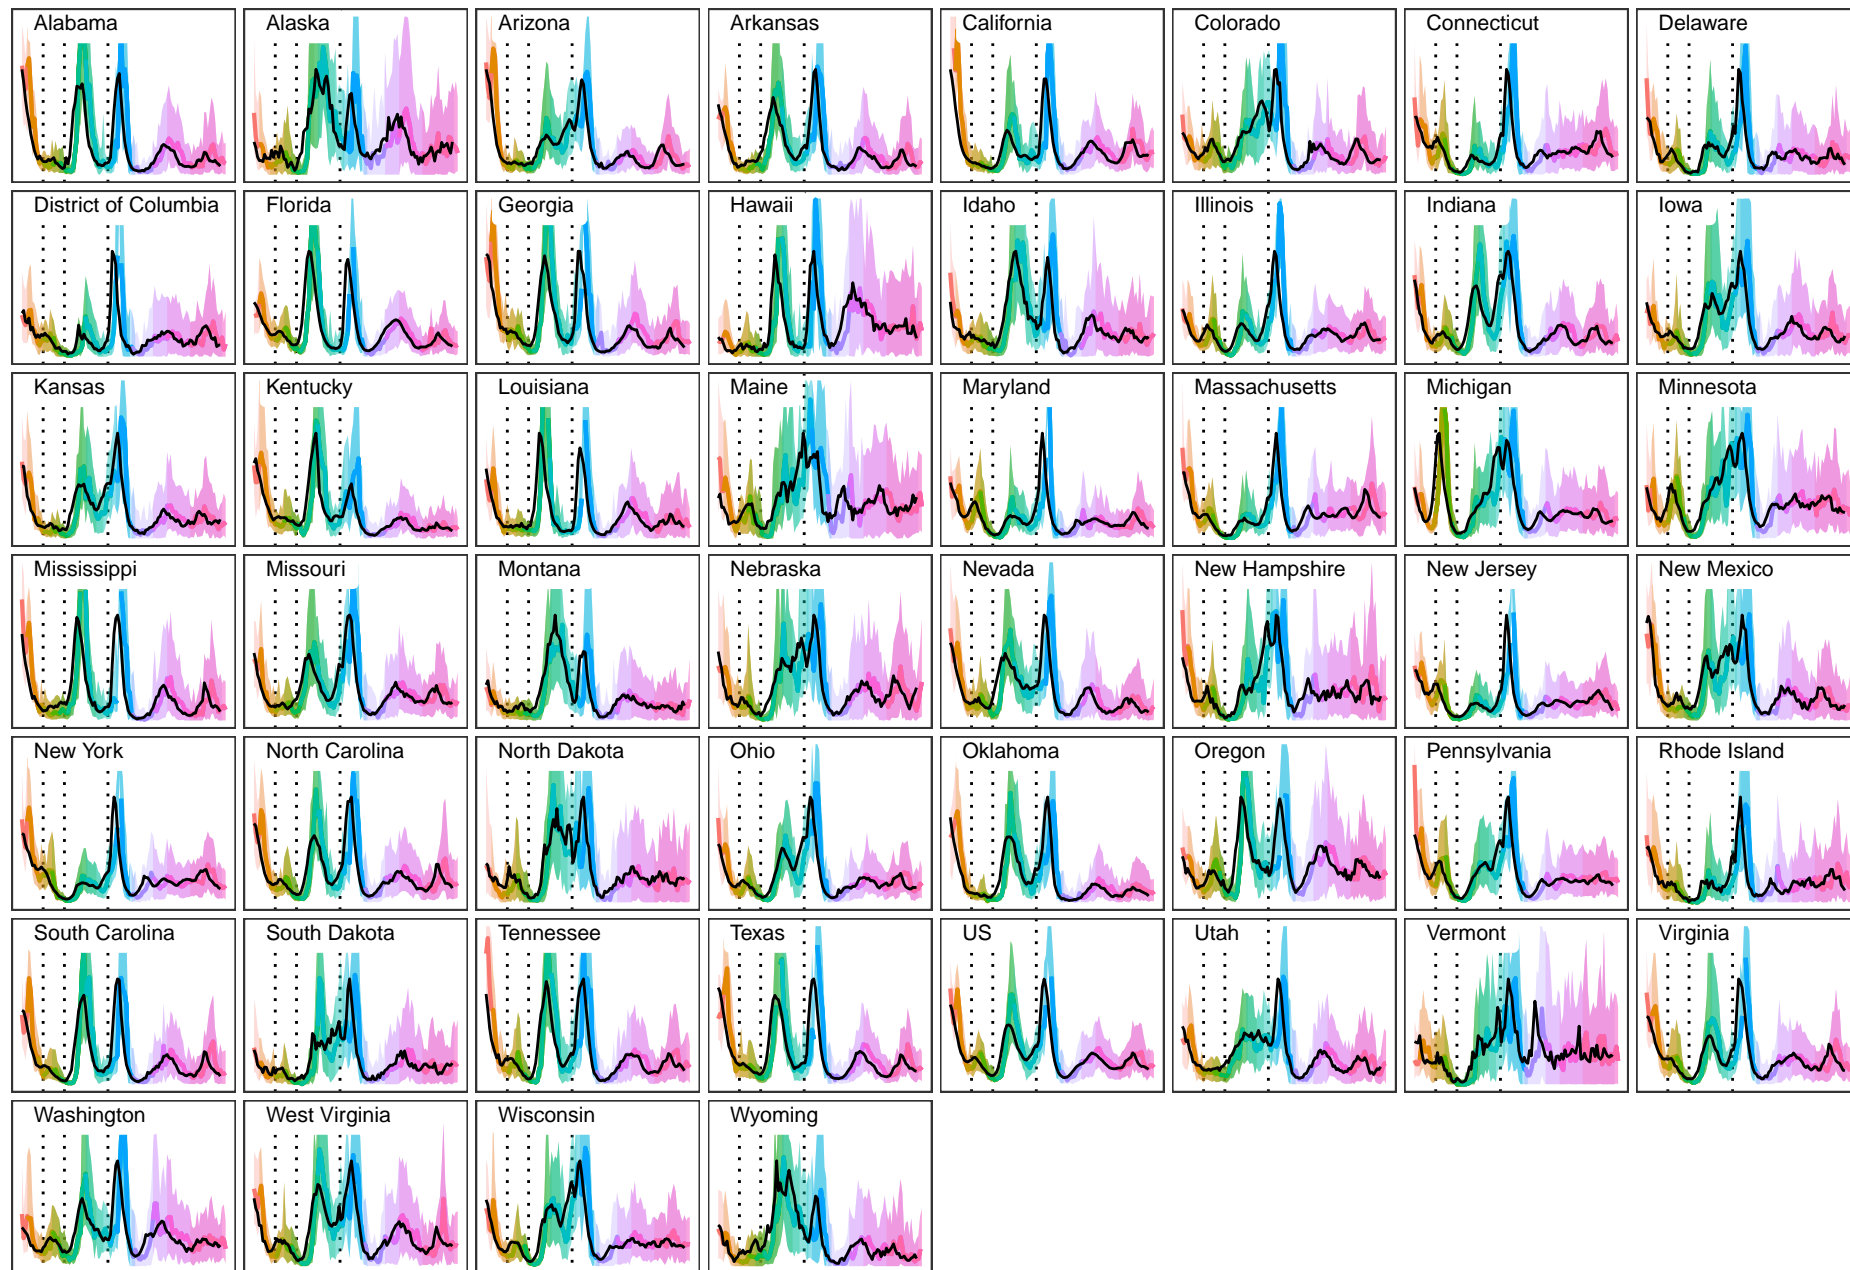 Alabama
Alaska
Arizona
Arkansas
California
Colorado
Connecticut
Delaware
District of Columbia
Florida
Georgia
Hawaii
Idaho
Illinois
Indiana
Iowa
Kansas
Kentucky
Louisiana
Maine
Maryland
Massachusetts
Michigan
Minnesota
Mississippi
Missouri
Montana
Nebraska
Nevada
New Hampshire
New Jersey
New Mexico
New York
North Carolina
North Dakota
Ohio
Oklahoma
Oregon
Pennsylvania
Rhode Island
South Carolina
South Dakota
Tennessee
Texas
US
Utah
Vermont
Virginia
Washington
West Virginia
Wisconsin
Wyoming